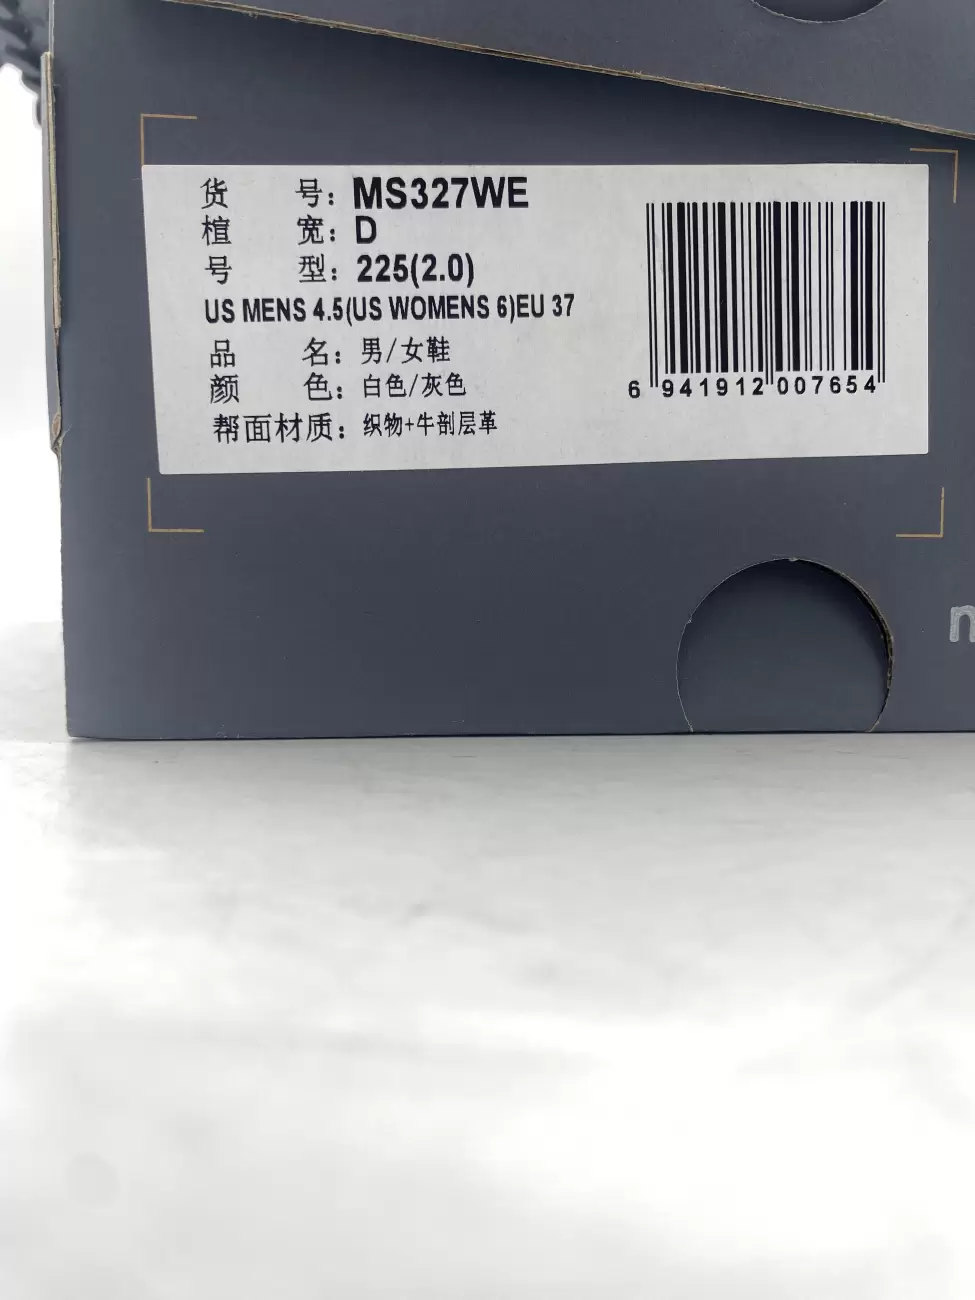 货 号：MS327WE
楦 宽：D
号 型：225(2.0)
US MENS 4.5(US WOMENS 6)EU 37
品 名：男/女鞋
颜 色：白色/灰色
帮面材质：织物+牛剖层革
6 941912 007654
n